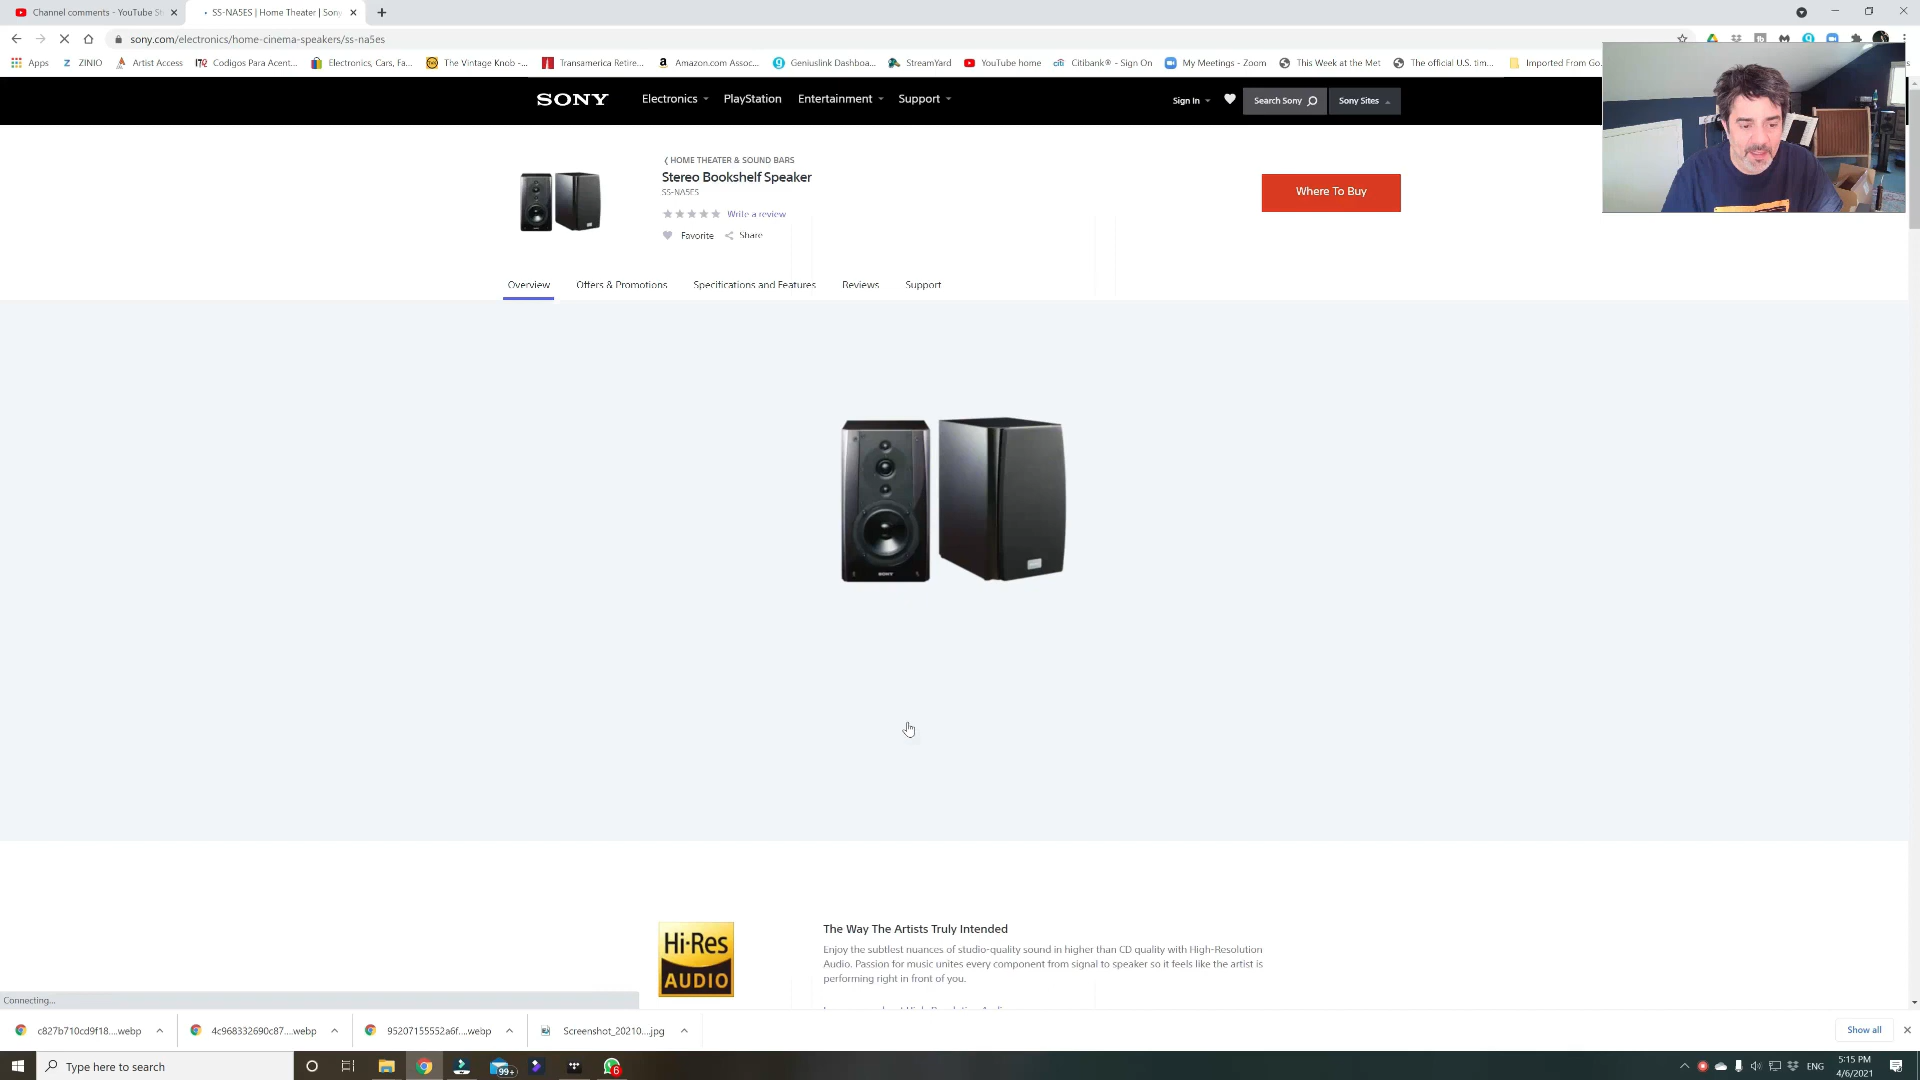 Channel comments - YouTube St
SS-NA5ES | Home Theater | Sony
sony.com/electronics/home-cinema-speakers/ss-na5es
Apps
ZINIO
Artist Access
Codigos Para Acent...
Electronics, Cars, Fa...
The Vintage Knob -...
Transamerica Retire...
Amazon.com Assoc...
Geniuslink Dashboa...
StreamYard
YouTube home
Citibank® - Sign On
My Meetings - Zoom
This Week at the Met
The official U.S. tim...
Imported From Go...
SONY
Electronics
PlayStation
Entertainment
Support
Sign In
Search Sony
Sony Sites
HOME THEATER & SOUND BARS
Stereo Bookshelf Speaker
SS-NA5ES
Write a review
Favorite
Share
Where To Buy
Overview
Offers & Promotions
Specifications and Features
Reviews
Support
SONY
Hi-Res
AUDIO
The Way The Artists Truly Intended
Enjoy the subtlest nuances of studio-quality sound in higher than CD quality with High-Resolution
Audio. Passion for music unites every component from signal to speaker so it feels like the artist is
performing right in front of you.
Connecting...
c827b710cd9f18....webp
4c968332690c87....webp
95207155552a6f....webp
Screenshot_20210....jpg
Show all
Type here to search
99+
6
ENG
5:15 PM
4/6/2021